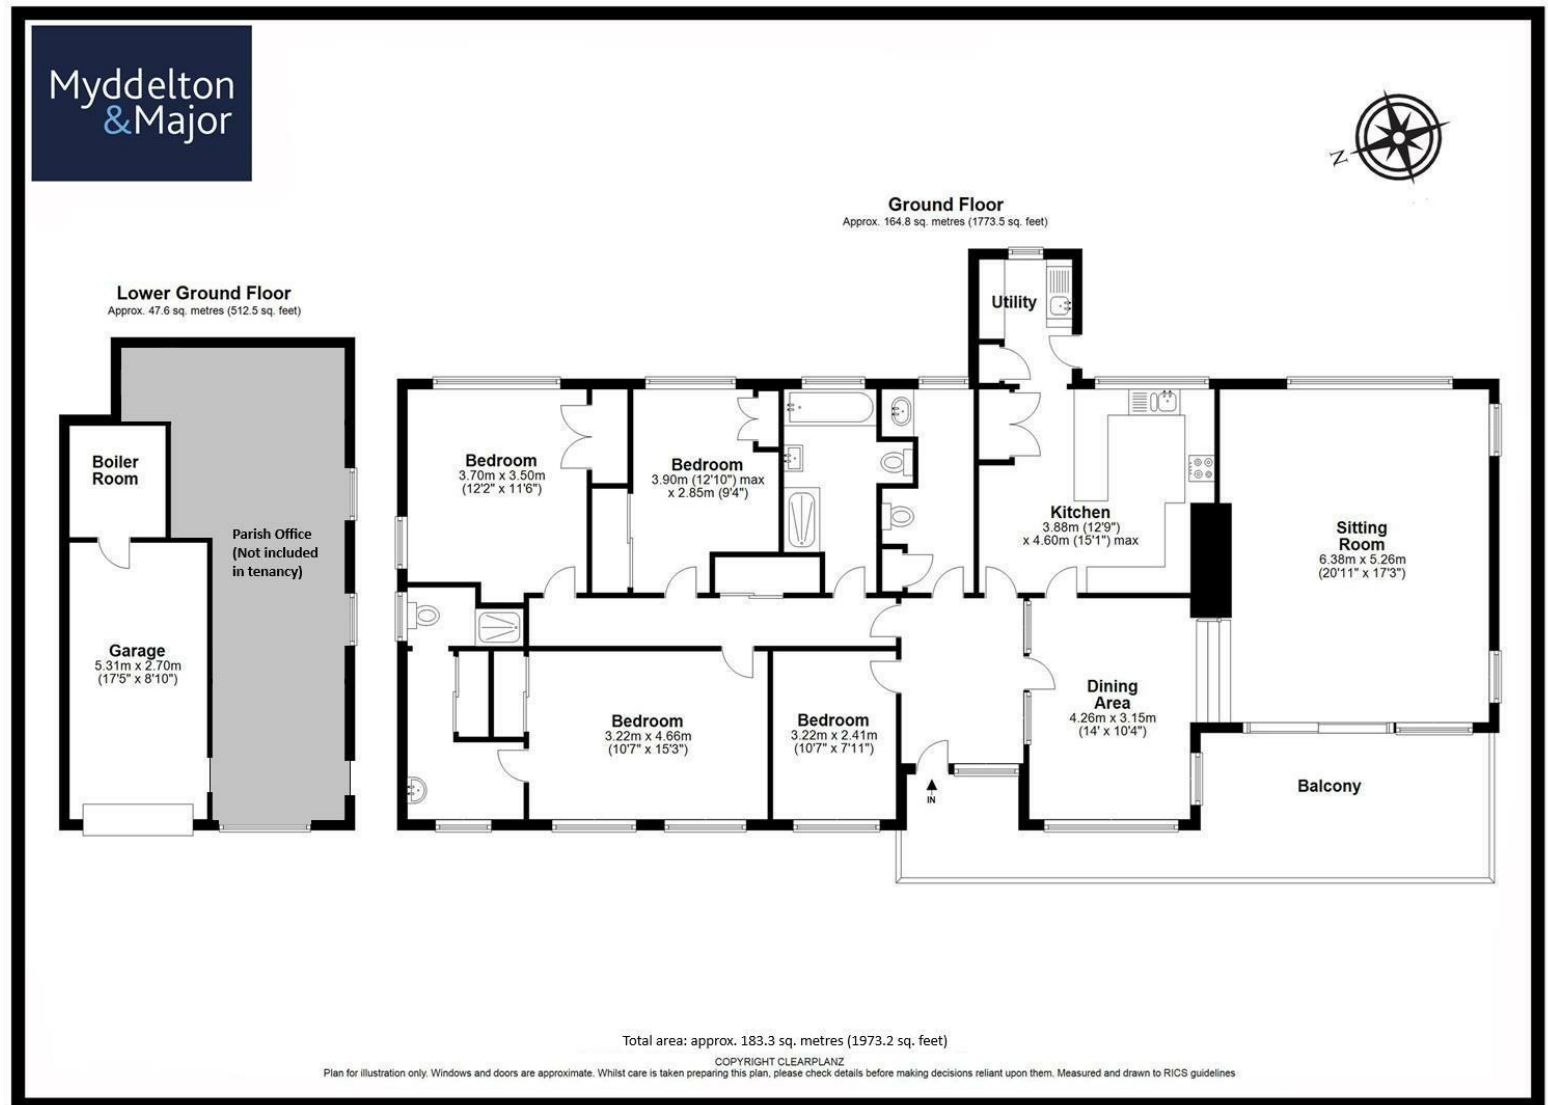 Myddelton
&Major
N
Ground Floor
Approx. 164.8 sq. metres (1773.5 sq. feet)
Lower Ground Floor
Approx. 47.6 sq. metres (512.5 sq. feet)
Utility
Boiler
Room
Bedroom
3.70m x 3.50m
(12'2" x 11'6")
Bedroom
3.90m (12'10") max
x 2.85m (9'4")
Kitchen
3.88m (12'9")
x 4.60m (15'1") max
Sitting
Room
6.38m x 5.26m
(20'11" x 17'3")
Parish Office
(Not included
in tenancy)
Garage
5.31m x 2.70m
(17'5" x 8'10")
Bedroom
3.22m x 4.66m
(10'7" x 15'3")
Bedroom
3.22m x 2.41m
(10'7" x 7'11")
Dining
Area
4.26m x 3.15m
(14' x 10'4")
IN
Balcony
Total area: approx. 183.3 sq. metres (1973.2 sq. feet)
COPYRIGHT CLEARPLANZ
Plan for illustration only. Windows and doors are approximate. Whilst care is taken preparing this plan, please check details before making decisions reliant upon them. Measured and drawn to RICS guidelines